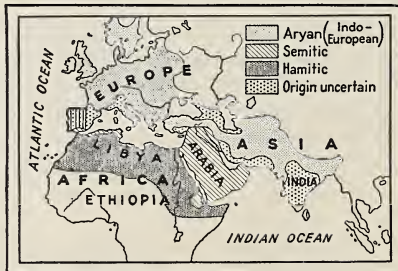 Aryan (Indo-European)
Semitic
Hamitic
Origin uncertain
ATLANTIC OCEAN
EUROPE
ASIA
LIBYA
ARABIA
AFRICA
INDIA
ETHIOPIA
INDIAN OCEAN